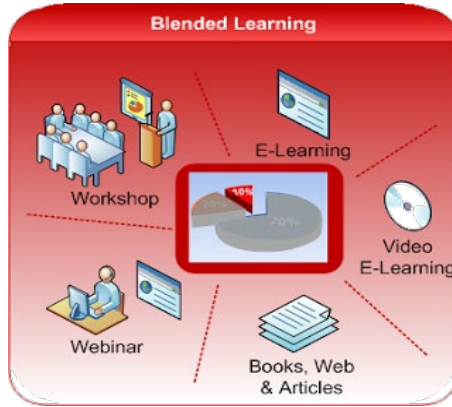 Blended Learning
E-Learning
Workshop
20%
10%
70%
Video
E-Learning
Webinar
Books, Web
& Articles